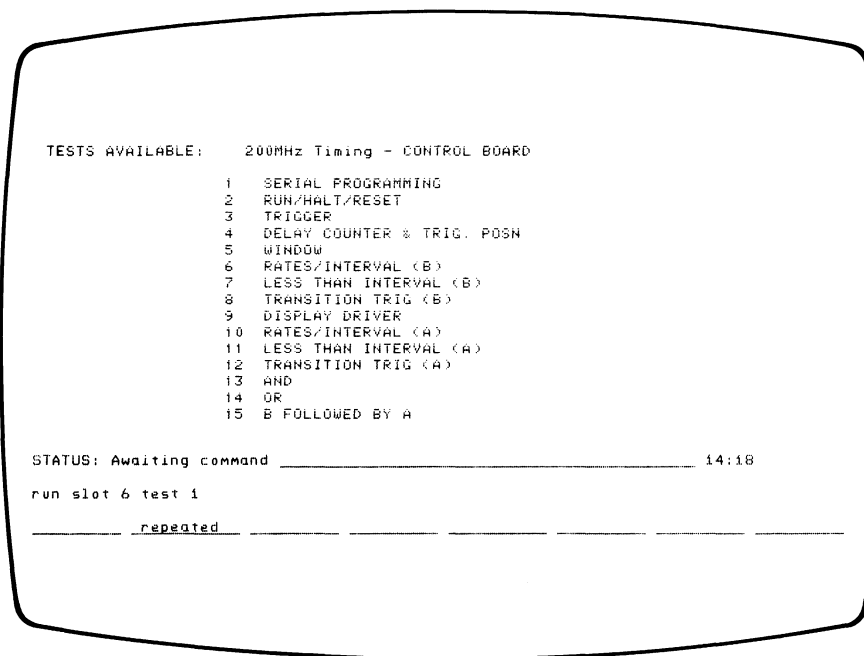 TESTS AVAILABLE: 200MHz Timing - CONTROL BOARD
1 SERIAL PROGRAMMING
2 RUN/HALT/RESET
3 TRIGGER
4 DELAY COUNTER & TRIG. POSN
5 WINDOW
6 RATES/INTERVAL (B)
7 LESS THAN INTERVAL (B)
8 TRANSITION TRIG (B)
9 DISPLAY DRIVER
10 RATES/INTERVAL (A)
11 LESS THAN INTERVAL (A)
12 TRANSITION TRIG (A)
13 AND
14 OR
15 B FOLLOWED BY A
STATUS: Awaiting command 14:18
run slot 6 test 1
repeated